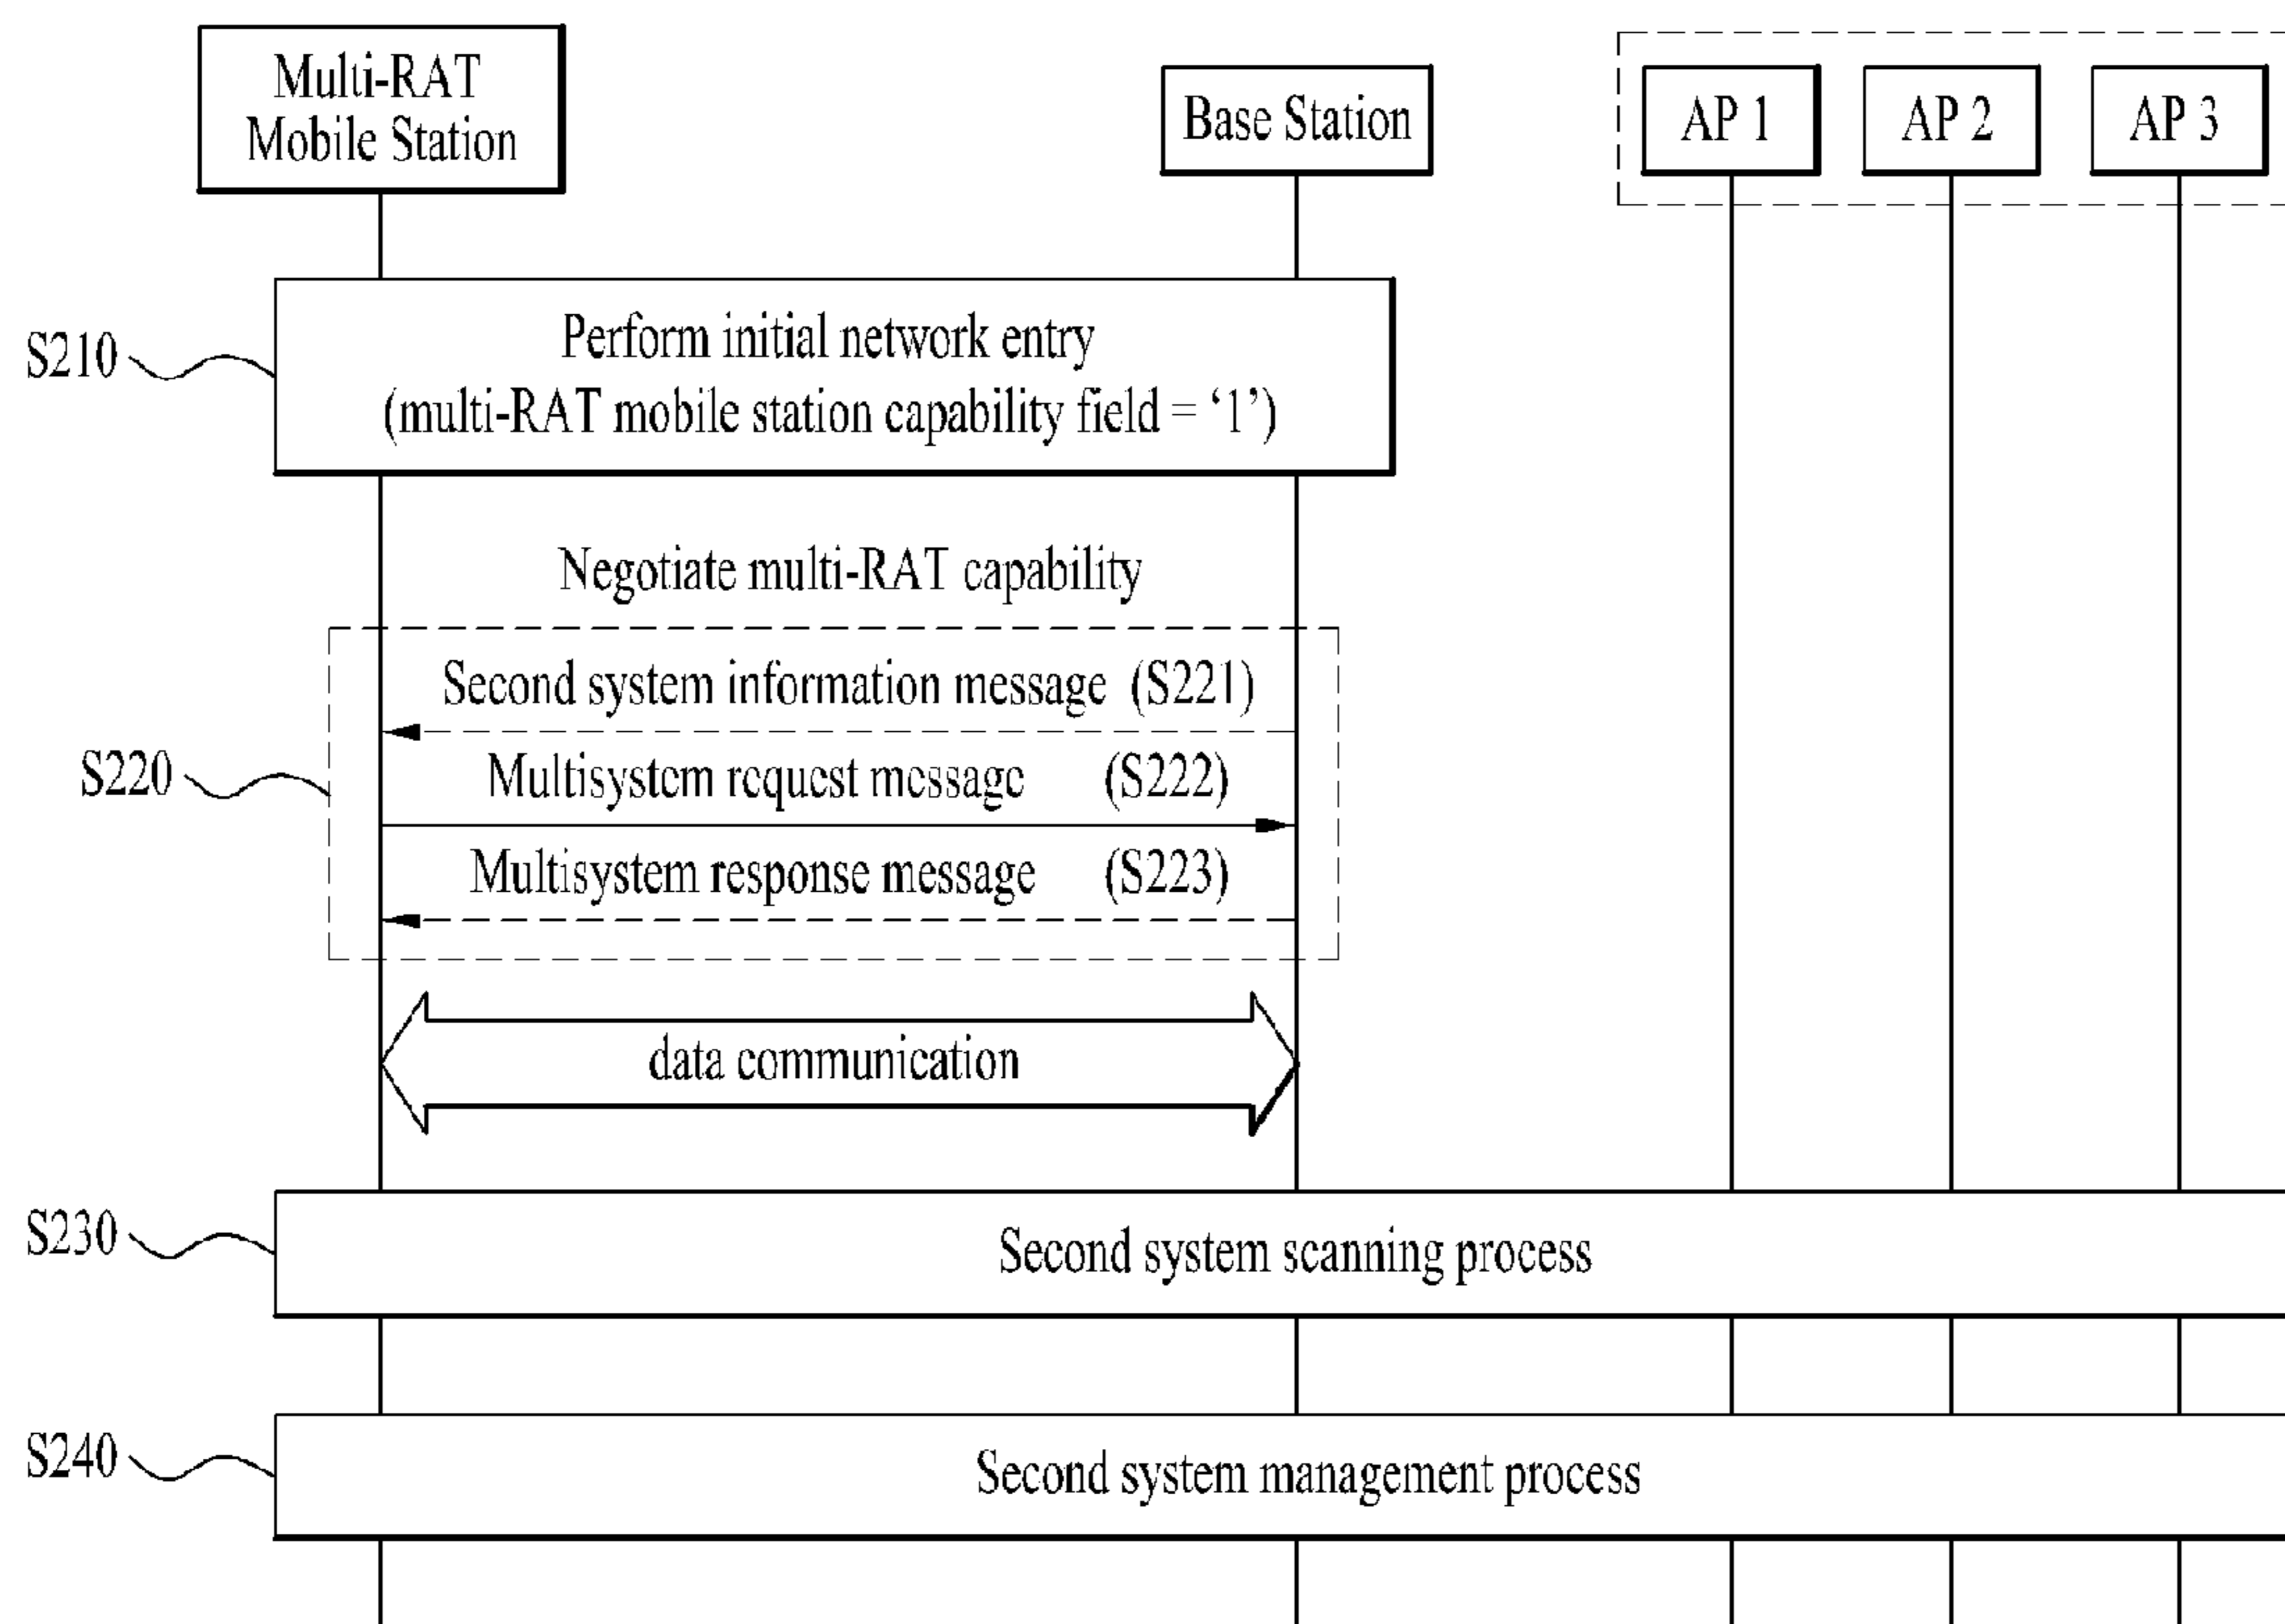 Multi-RAT
Mobile Station
Base Station
AP 1
AP 2
AP 3
S210
Perform initial network entry
(multi-RAT mobile station capability field = ‘1’)
Negotiate multi-RAT capability
S220
Second system information message (S221)
Multisystem request message (S222)
Multisystem response message (S223)
data communication
S230
Second system scanning process
S240
Second system management process